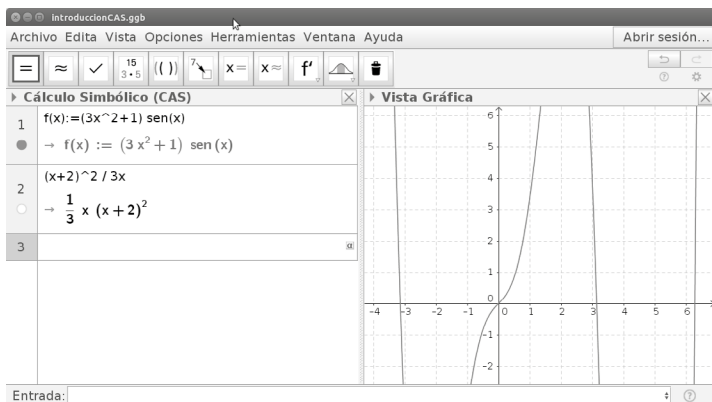 introduccionCAS.ggb
Archivo Edita Vista Opciones Herramientas Ventana Ayuda Abrir sesión...
= ≈ ✓ 15 3·5 (( )) 7 x= x≈ f'
Cálculo Simbólico (CAS)
Vista Gráfica
1 f(x):=(3x^2+1) sen(x)
→ f(x) := (3 x² + 1) sen (x)
2 (x+2)^2 / 3x
→ 1/3 x (x + 2)²
3 α
6
5
4
3
2
1
0
-4 -3 -2 -1 0 1 2 3 4 5 6
-1
-2
Entrada: